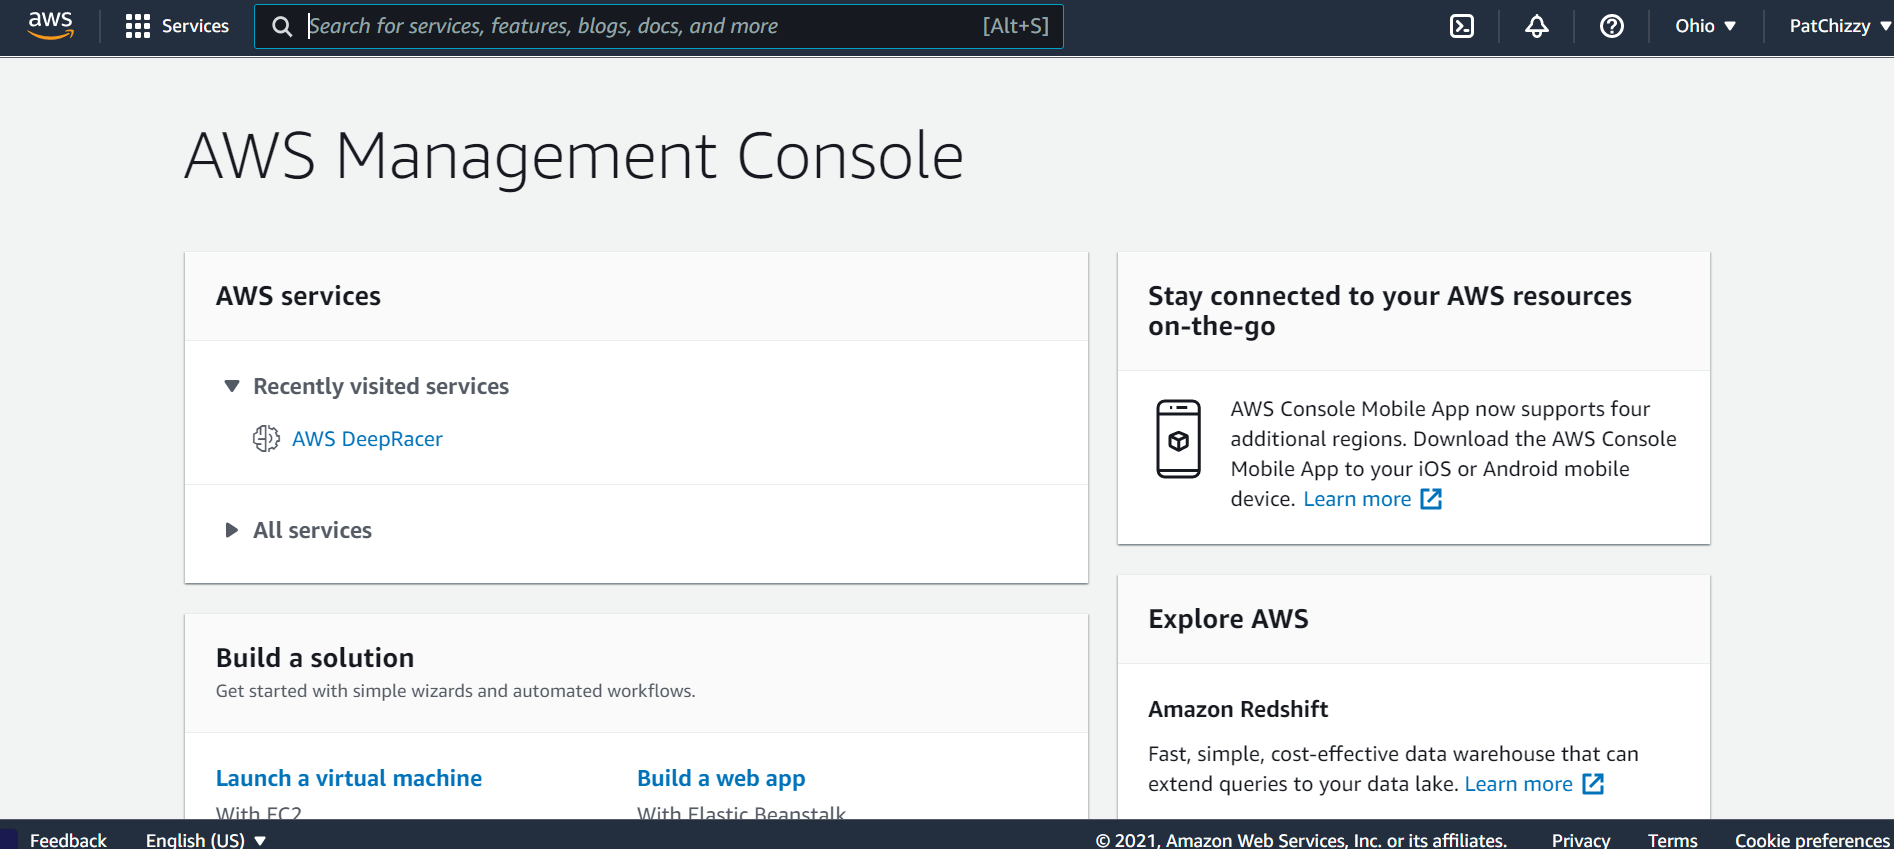 aws
Services
Search for services, features, blogs, docs, and more
[Alt+S]
Ohio
PatChizzy
AWS Management Console
AWS services
Recently visited services
AWS DeepRacer
All services
Build a solution
Get started with simple wizards and automated workflows.
Launch a virtual machine
With EC2
Build a web app
With Elastic Beanstalk
Stay connected to your AWS resources
on-the-go
AWS Console Mobile App now supports four
additional regions. Download the AWS Console
Mobile App to your iOS or Android mobile
device. Learn more
Explore AWS
Amazon Redshift
Fast, simple, cost-effective data warehouse that can
extend queries to your data lake. Learn more
Feedback
English (US)
© 2021, Amazon Web Services, Inc. or its affiliates.
Privacy
Terms
Cookie preferences